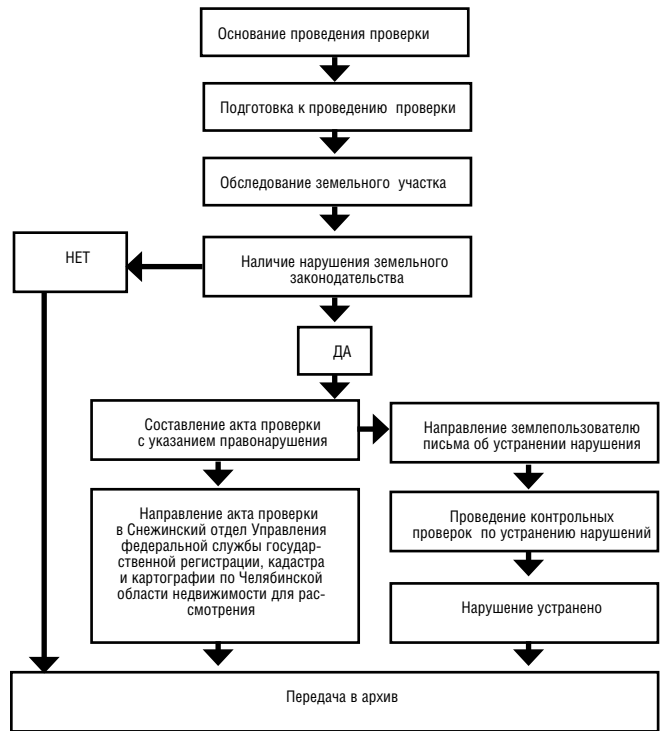 Основание проведения проверки
Подготовка к проведению проверки
Обследование земельного участка
НЕТ
Наличие нарушения земельного
законодательства
ДА
Составление акта проверки
с указанием правонарушения
Направление землепользователю
письма об устранении нарушения
Направление акта проверки
в Снежинский отдел Управления
федеральной службы государ-
ственной регистрации, кадастра
и картографии по Челябинской
области недвижимости для рас-
смотрения
Проведение контрольных
проверок по устранению нарушений
Нарушение устранено
Передача в архив